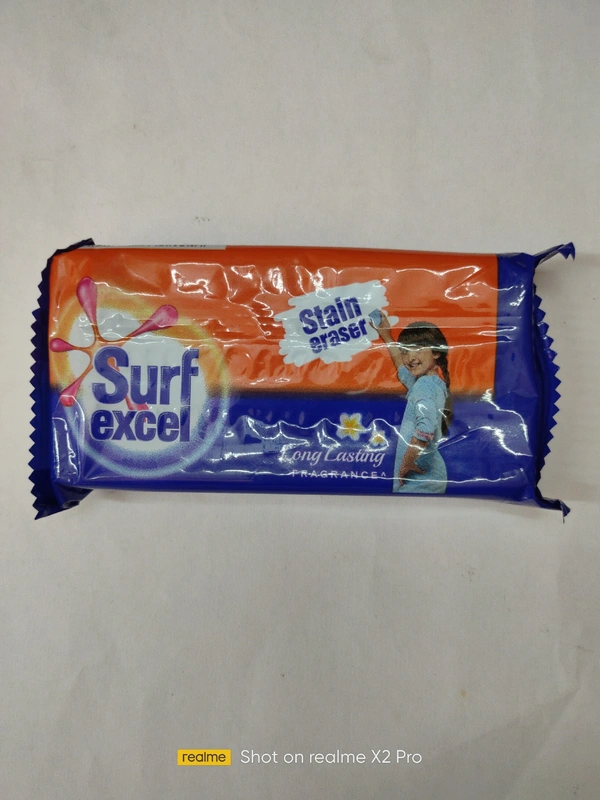 Stain
eraser
Surf
excel
Long Lasting
FRAGRANCE^
realme Shot on realme X2 Pro